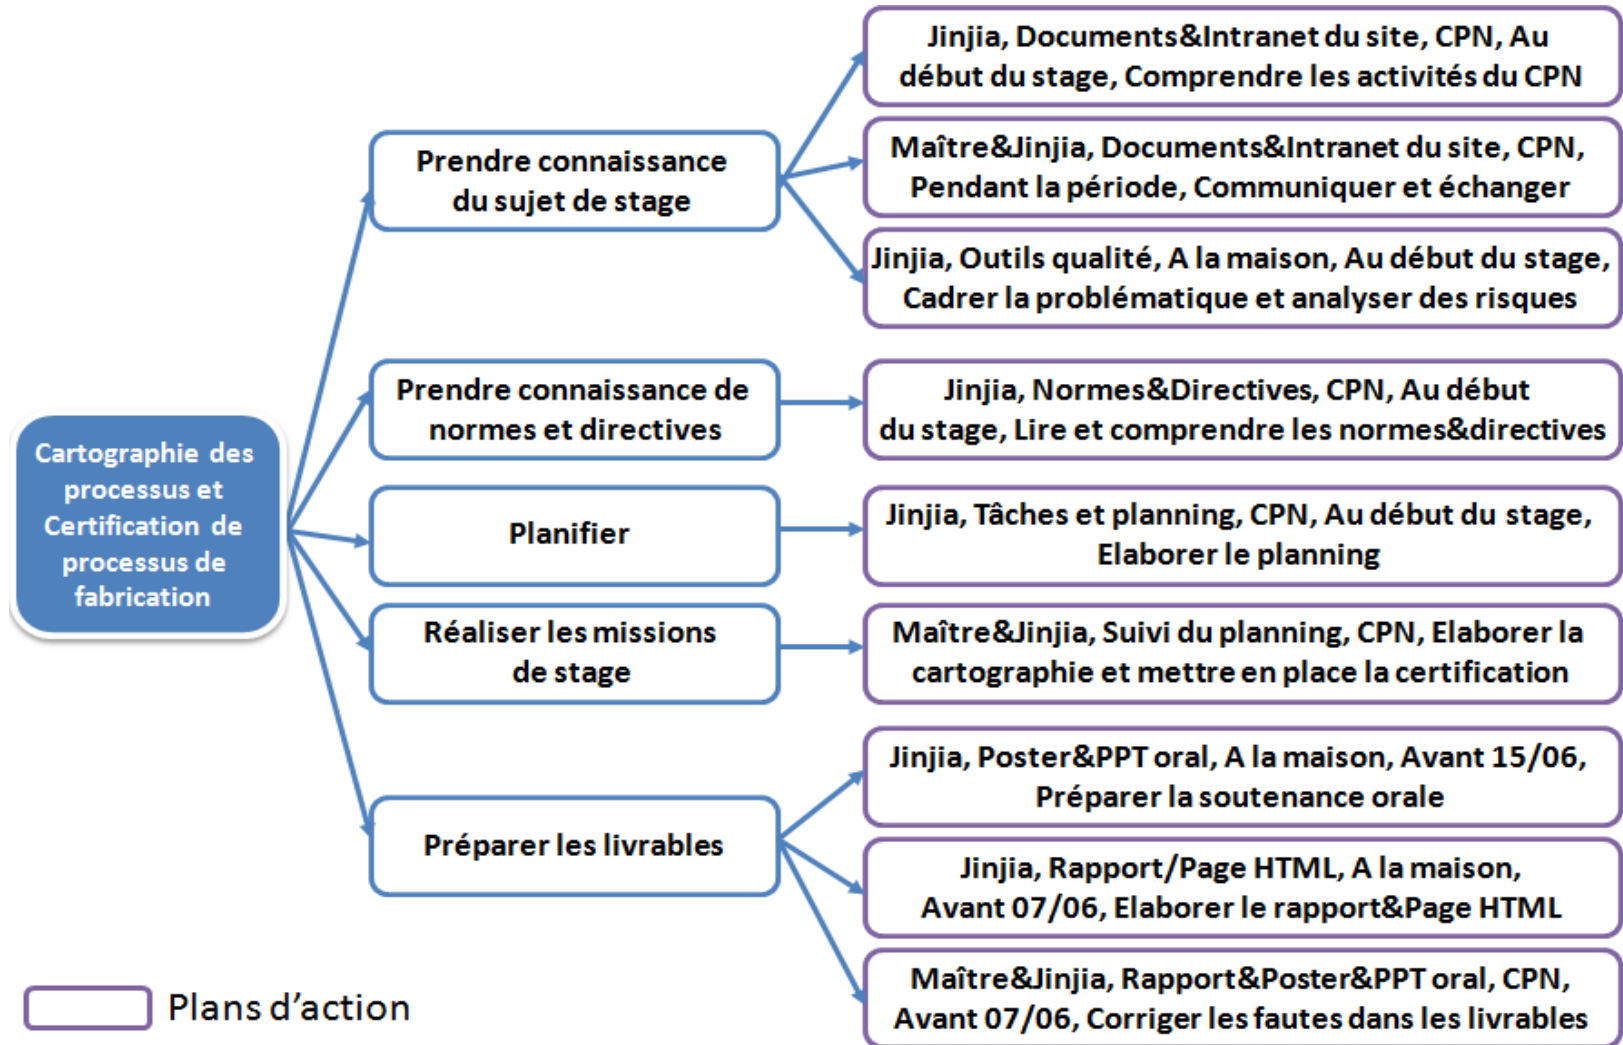 Cartographie des
processus et
Certification de
processus de
fabrication
Prendre connaissance
du sujet de stage
Jinjia, Documents&Intranet du site, CPN, Au
début du stage, Comprendre les activités du CPN
Maître&Jinjia, Documents&Intranet du site, CPN,
Pendant la période, Communiquer et échanger
Jinjia, Outils qualité, A la maison, Au début du stage,
Cadrer la problématique et analyser des risques
Prendre connaissance de
normes et directives
Jinjia, Normes&Directives, CPN, Au début
du stage, Lire et comprendre les normes&directives
Planifier
Jinjia, Tâches et planning, CPN, Au début du stage,
Elaborer le planning
Réaliser les missions
de stage
Maître&Jinjia, Suivi du planning, CPN, Elaborer la
cartographie et mettre en place la certification
Préparer les livrables
Jinjia, Poster&PPT oral, A la maison, Avant 15/06,
Préparer la soutenance orale
Jinjia, Rapport/Page HTML, A la maison,
Avant 07/06, Elaborer le rapport&Page HTML
Maître&Jinjia, Rapport&Poster&PPT oral, CPN,
Avant 07/06, Corriger les fautes dans les livrables
Plans d'action